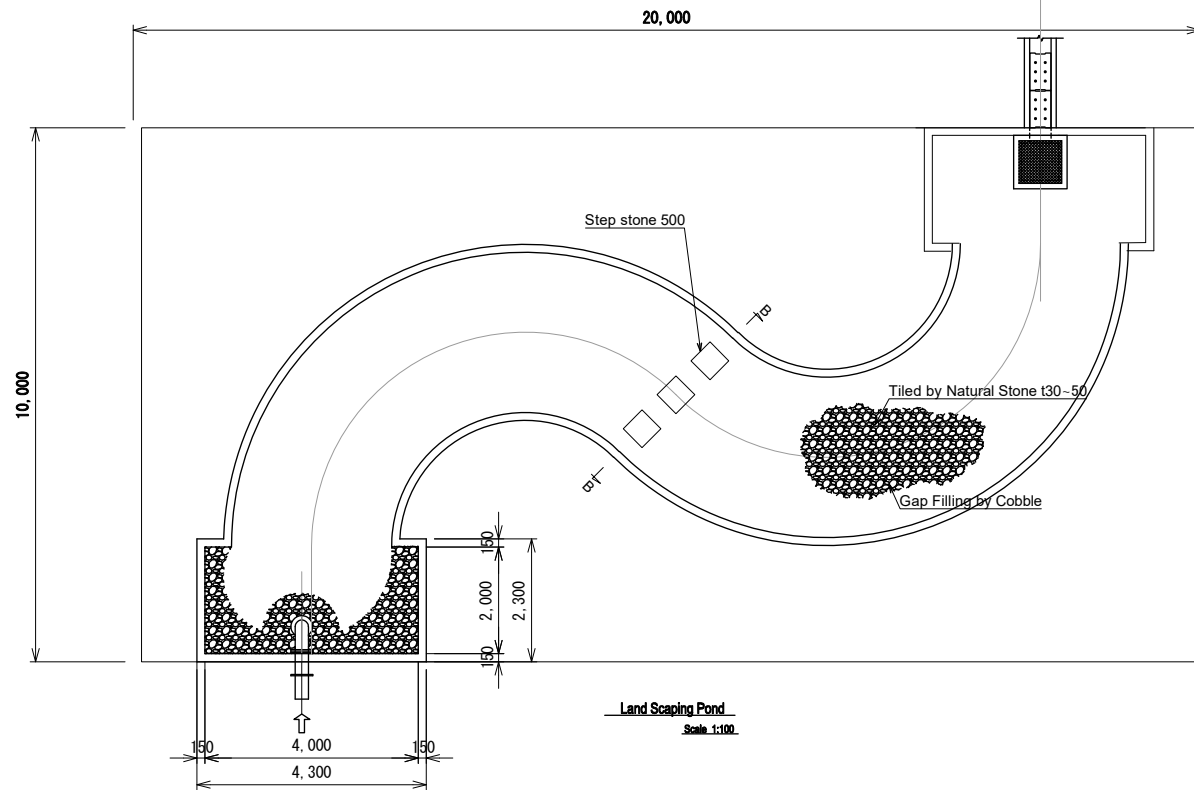 20,000
10,000
Step stone 500
B
Tiled by Natural Stone t30~50
B
Gap Filling by Cobble
150
2,000
2,300
150
Land Scaping Pond
Scale 1:100
150
4,000
150
4,300